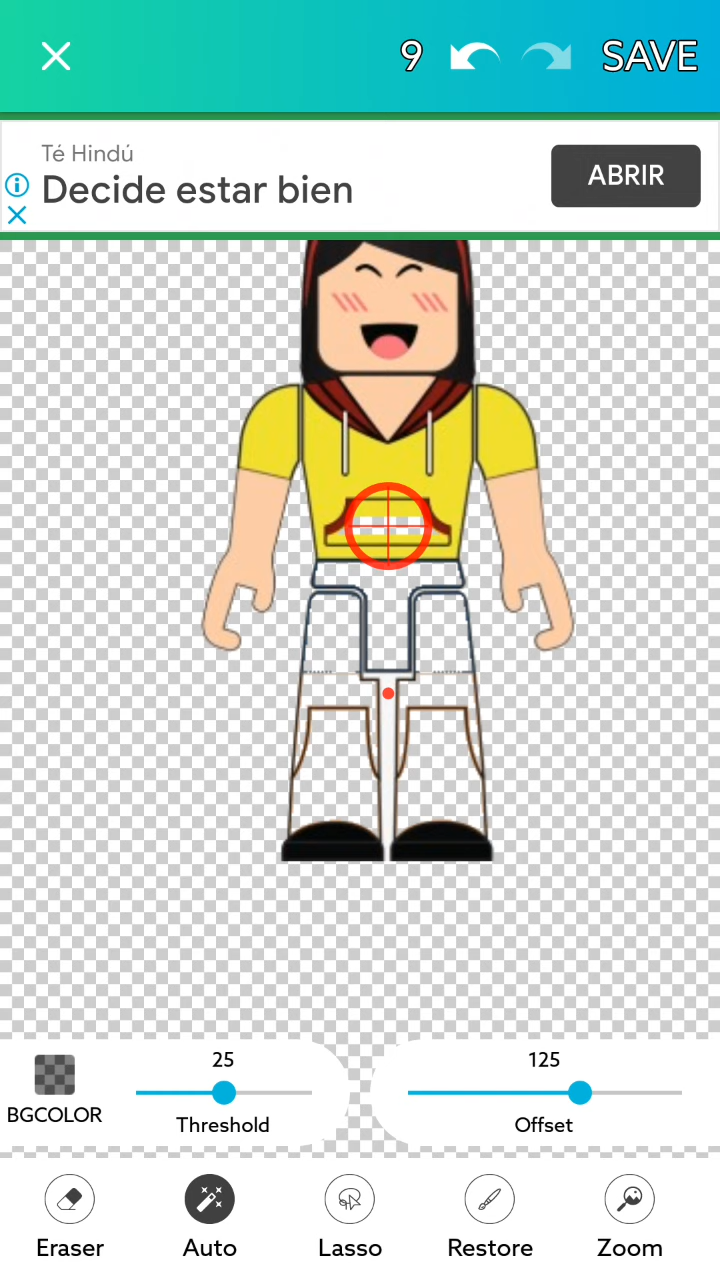 9 SAVE
Té Hindú
Decide estar bien
ABRIR
25
125
BGCOLOR
Threshold
Offset
Eraser
Auto
Lasso
Restore
Zoom